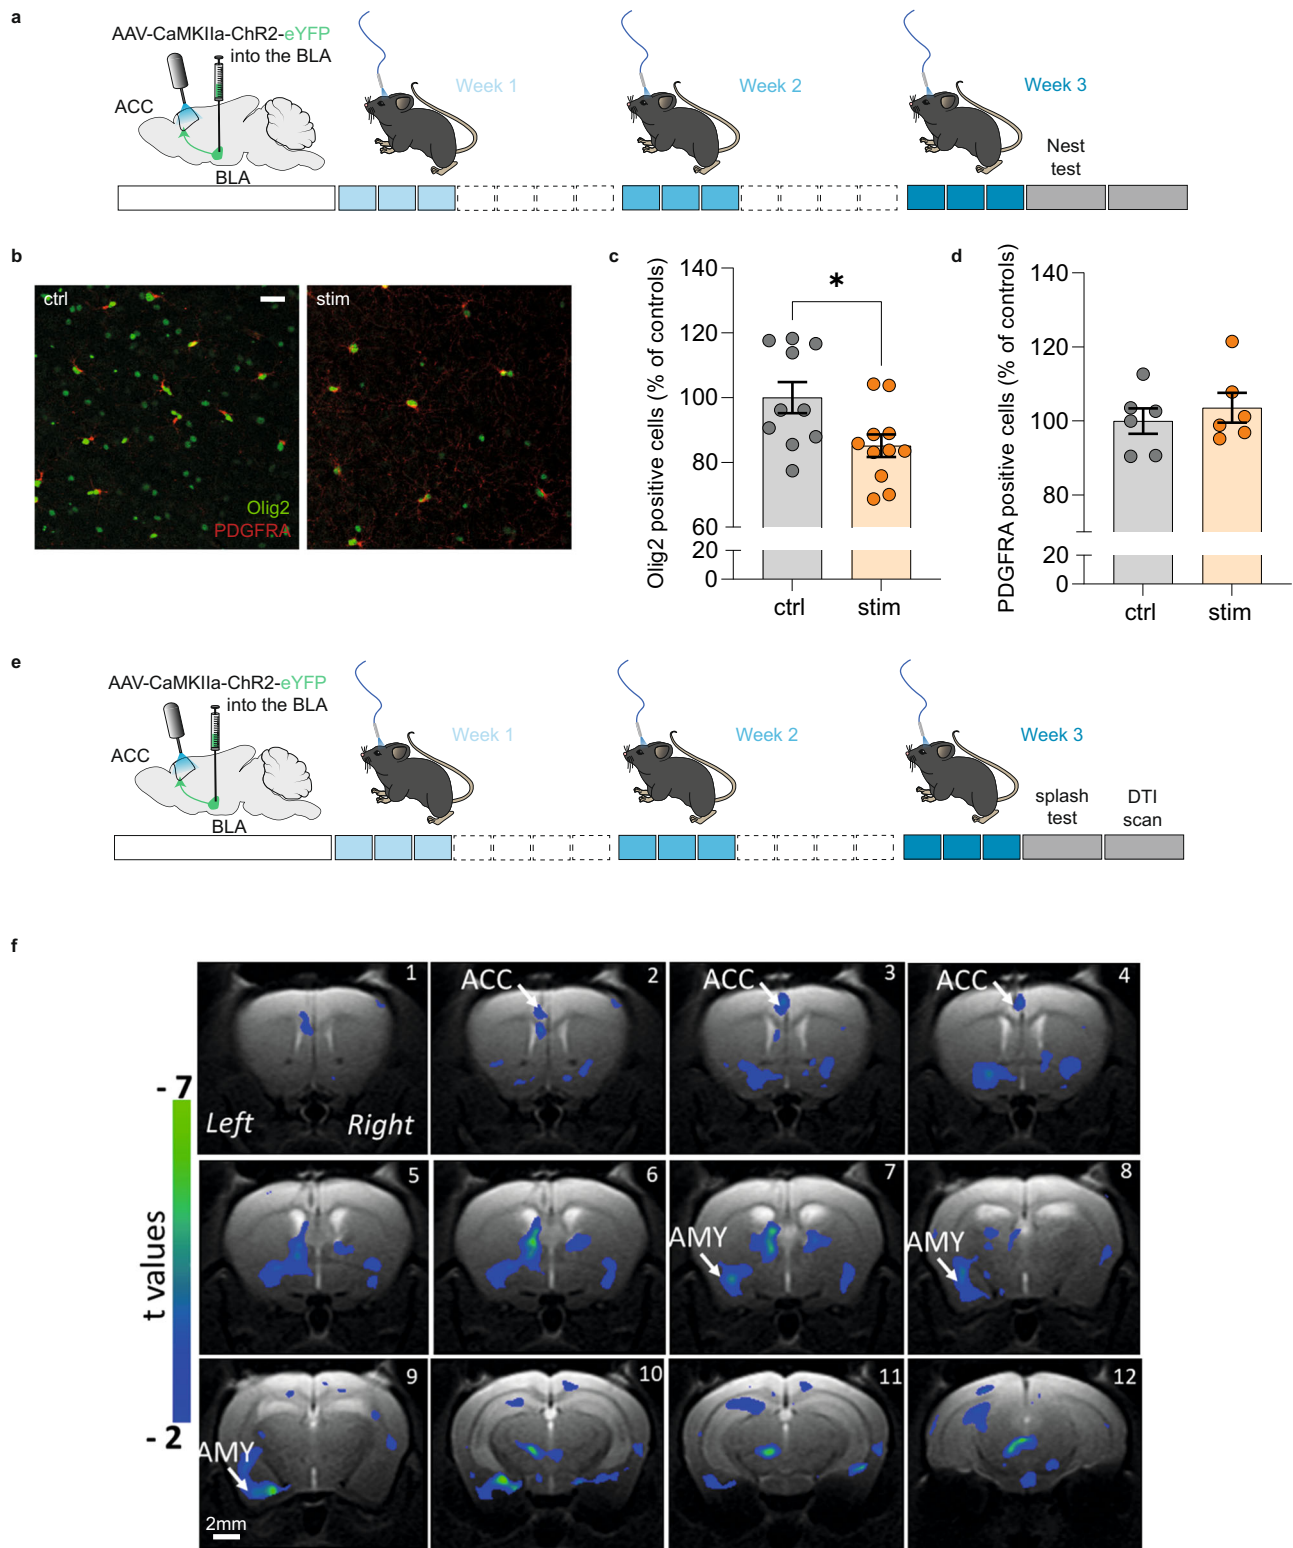 a
AAV-CaMKIIa-ChR2-eYFP
into the BLA
ACC
BLA
Week 1
Week 2
Week 3
Nest
test
b
ctrl
stim
Olig2
PDGFRA
c
Olig2 positive cells (% of controls)
140
120
100
80
60
20
0
*
ctrl
stim
d
PDGFRA positive cells (% of controls)
140
120
100
80
20
0
ctrl
stim
e
AAV-CaMKIIa-ChR2-eYFP
into the BLA
ACC
BLA
Week 1
Week 2
Week 3
splash
test
DTI
scan
f
- 7
t values
- 2
1
Left
Right
ACC
2
ACC
3
ACC
4
5
6
AMY
7
AMY
8
AMY
9
2mm
10
11
12